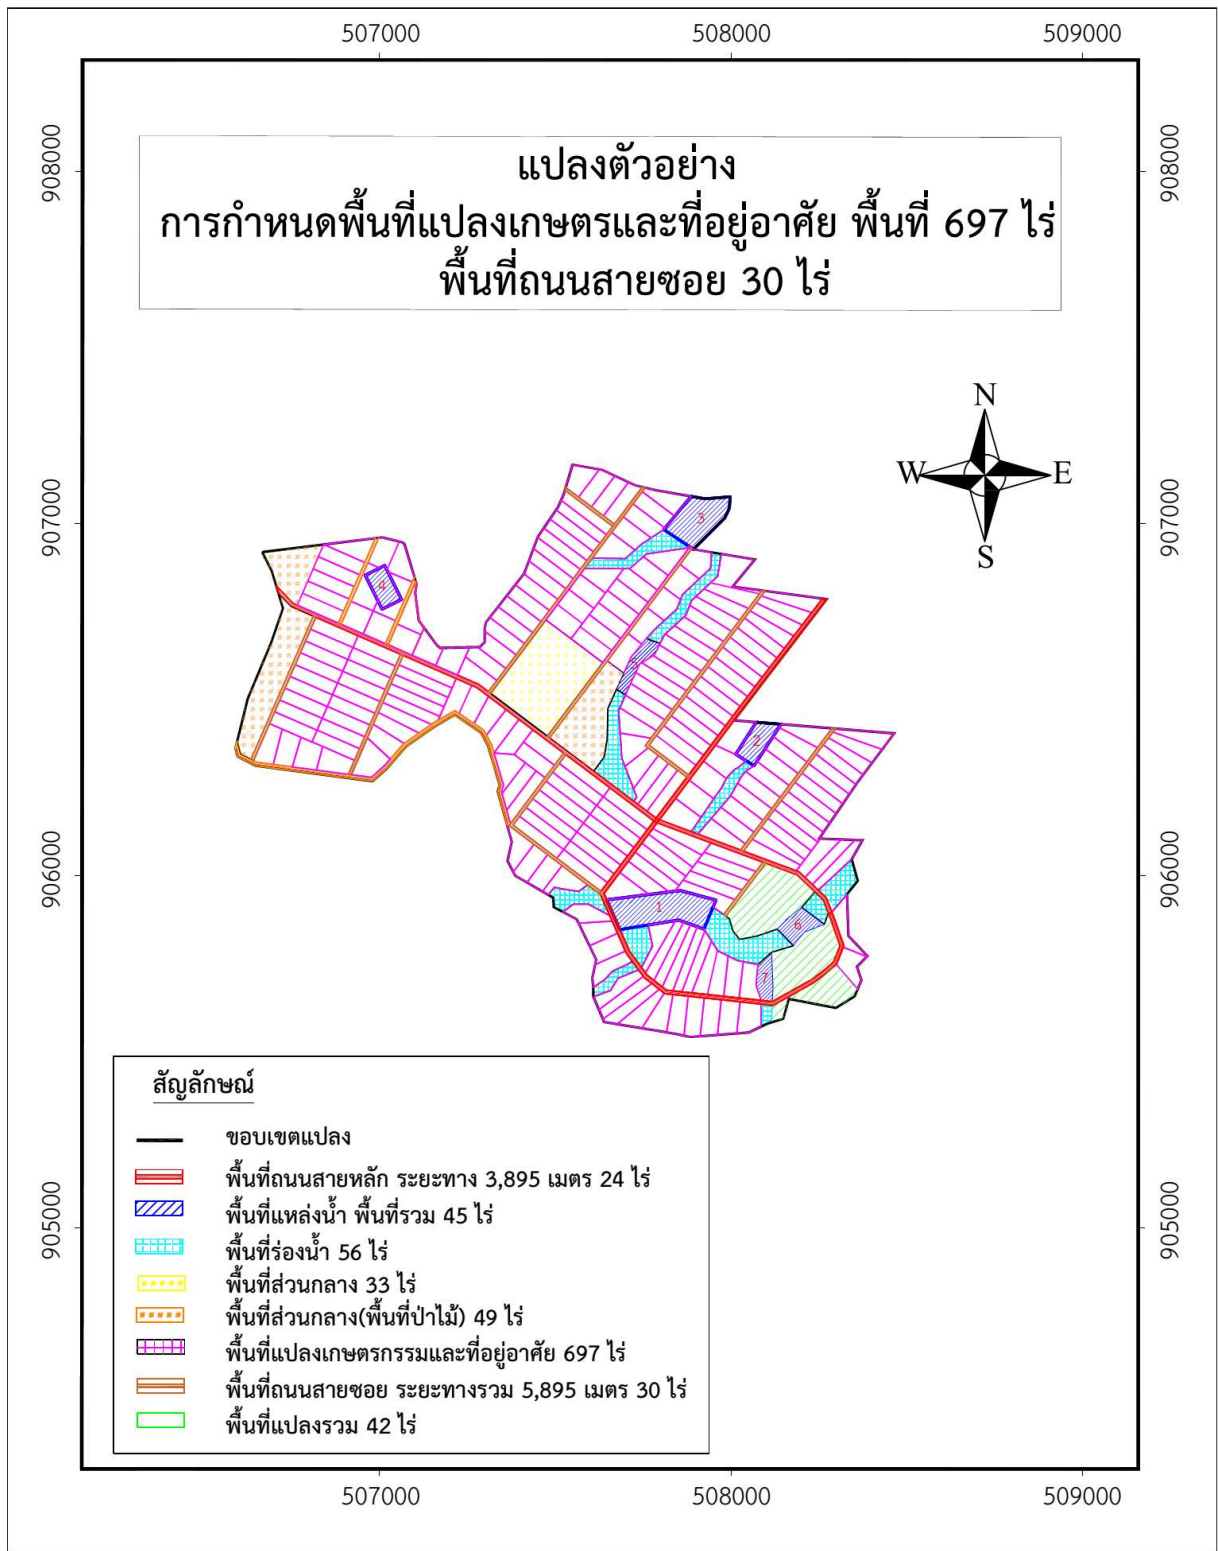 507000 508000 509000
908000 908000
แปลงตัวอย่าง
การกำหนดพื้นที่แปลงเกษตรและที่อยู่อาศัย พื้นที่ 697 ไร่
พื้นที่ถนนสายซอย 30 ไร่
N
W E
S
907000 907000
3
4
5
2
906000 906000
1
6
7
สัญลักษณ์
ขอบเขตแปลง
พื้นที่ถนนสายหลัก ระยะทาง 3,895 เมตร 24 ไร่
พื้นที่แหล่งน้ำ พื้นที่รวม 45 ไร่
พื้นที่ร่องน้ำ 56 ไร่
พื้นที่ส่วนกลาง 33 ไร่
พื้นที่ส่วนกลาง(พื้นที่ป่าไม้) 49 ไร่
พื้นที่แปลงเกษตรกรรมและที่อยู่อาศัย 697 ไร่
พื้นที่ถนนสายซอย ระยะทางรวม 5,895 เมตร 30 ไร่
พื้นที่แปลงรวม 42 ไร่
905000 905000
507000 508000 509000